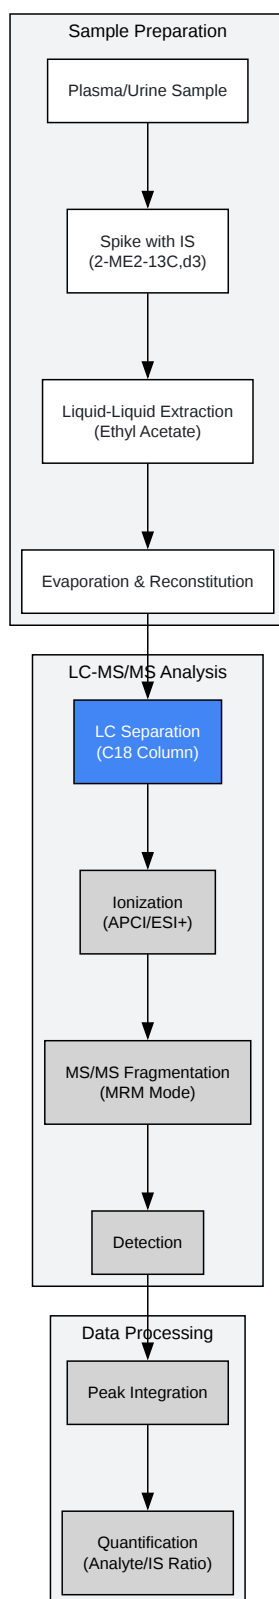 Sample Preparation
Plasma/Urine Sample
Spike with IS
(2-ME2-13C,d3)
Liquid-Liquid Extraction
(Ethyl Acetate)
Evaporation & Reconstitution
LC-MS/MS Analysis
LC Separation
(C18 Column)
Ionization
(APCI/ESI+)
MS/MS Fragmentation
(MRM Mode)
Detection
Data Processing
Peak Integration
Quantification
(Analyte/IS Ratio)